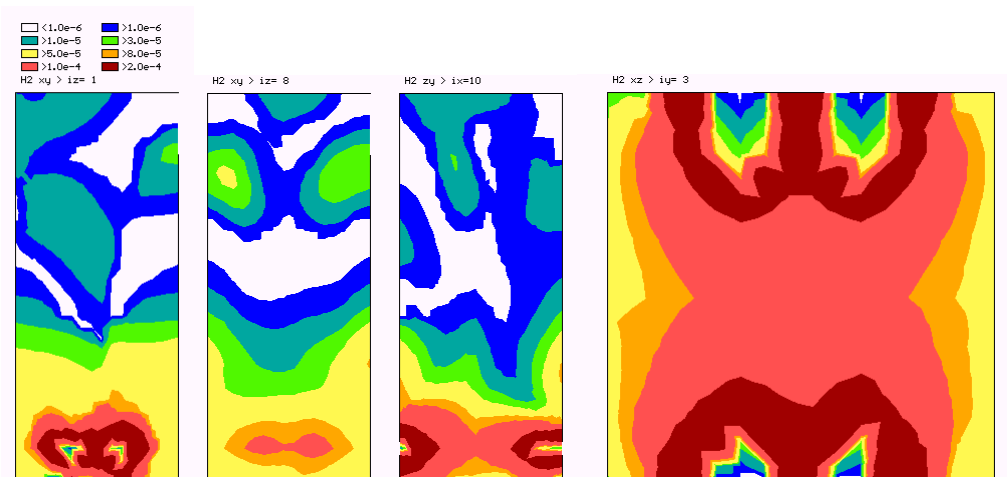 <1.0e-6 >1.0e-6
>1.0e-5 >3.0e-5
>5.0e-5 >8.0e-5
>1.0e-4 >2.0e-4
H2 xy > iz= 1 H2 xy > iz= 8 H2 zy > ix=10 H2 xz > iy= 3